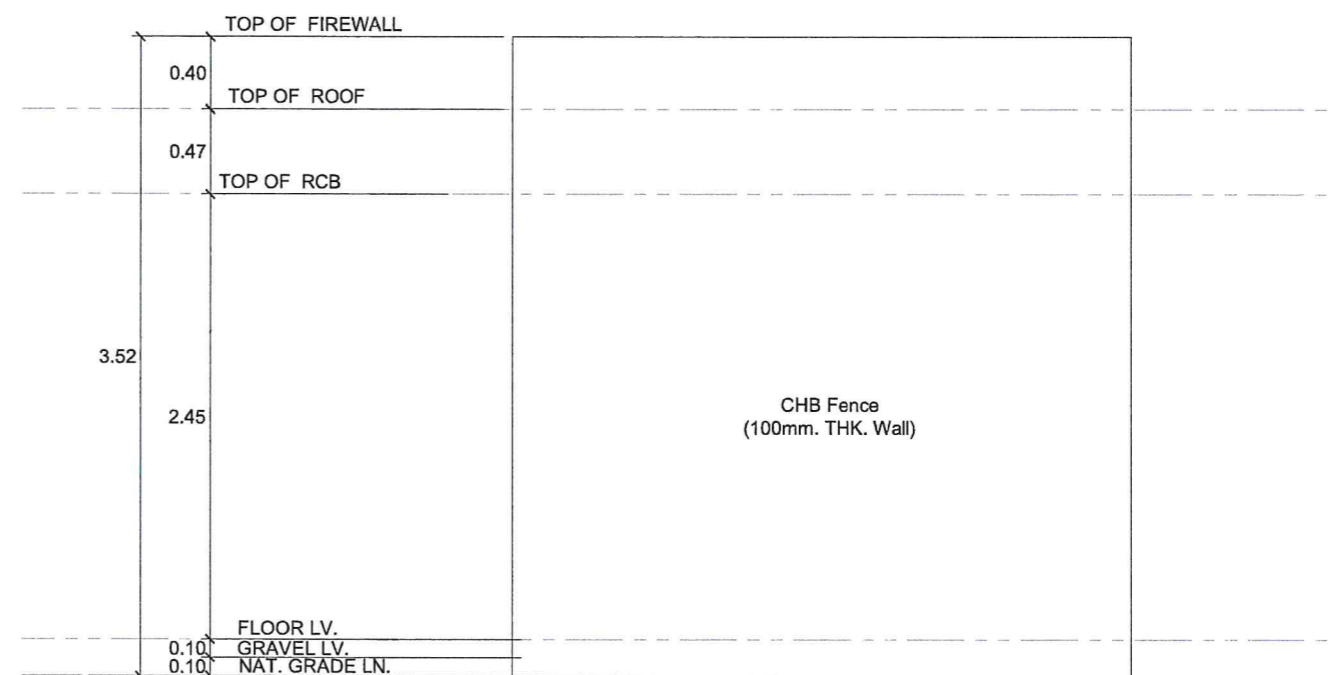 TOP OF FIREWALL
0.40
TOP OF ROOF
0.47
TOP OF RCB
3.52
2.45
CHB Fence
(100mm. THK. Wall)
FLOOR LV.
0.10
GRAVEL LV.
0.10
NAT. GRADE LN.